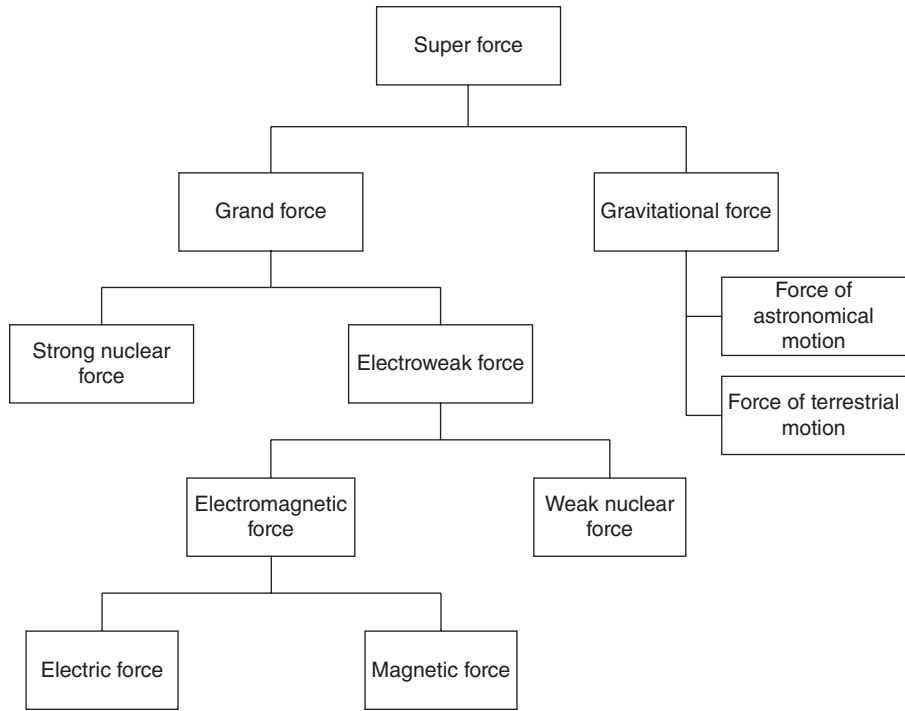 Super force
Grand force
Gravitational force
Force of
astronomical
motion
Strong nuclear
force
Electroweak force
Force of terrestrial
motion
Electromagnetic
force
Weak nuclear
force
Electric force
Magnetic force